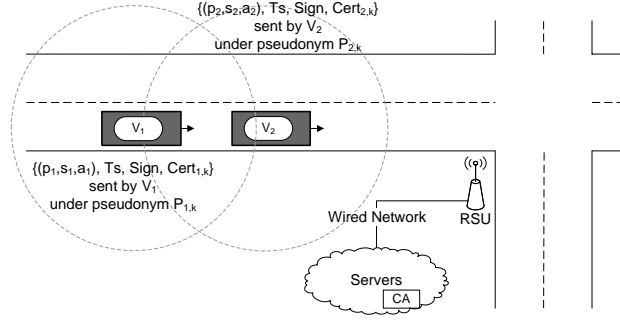 {(p₂,s₂,a₂), Ts, Sign, Cert₂,ₖ}
sent by V₂
under pseudonym P₂,ₖ
V₁
V₂
{(p₁,s₁,a₁), Ts, Sign, Cert₁,ₖ}
sent by V₁
under pseudonym P₁,ₖ
Wired Network
RSU
Servers
CA